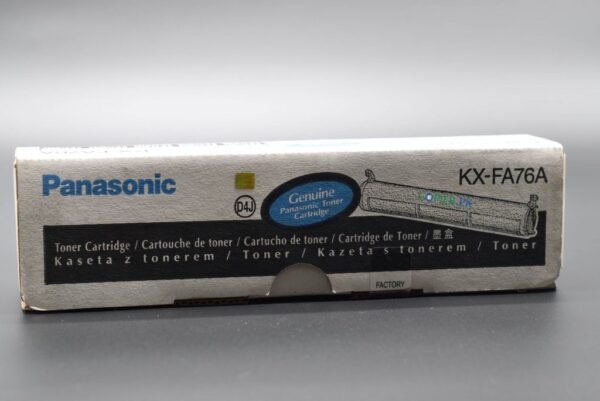 Panasonic
D4J
Genuine
Panasonic Toner
Cartridge
KX-FA76A
Toner Cartridge / Cartouche de toner / Cartucho de toner / Cartridge de Toner / 墨盒
Kaseta z tonerem / Toner / Kazeta s tonerem / Toner
FACTORY